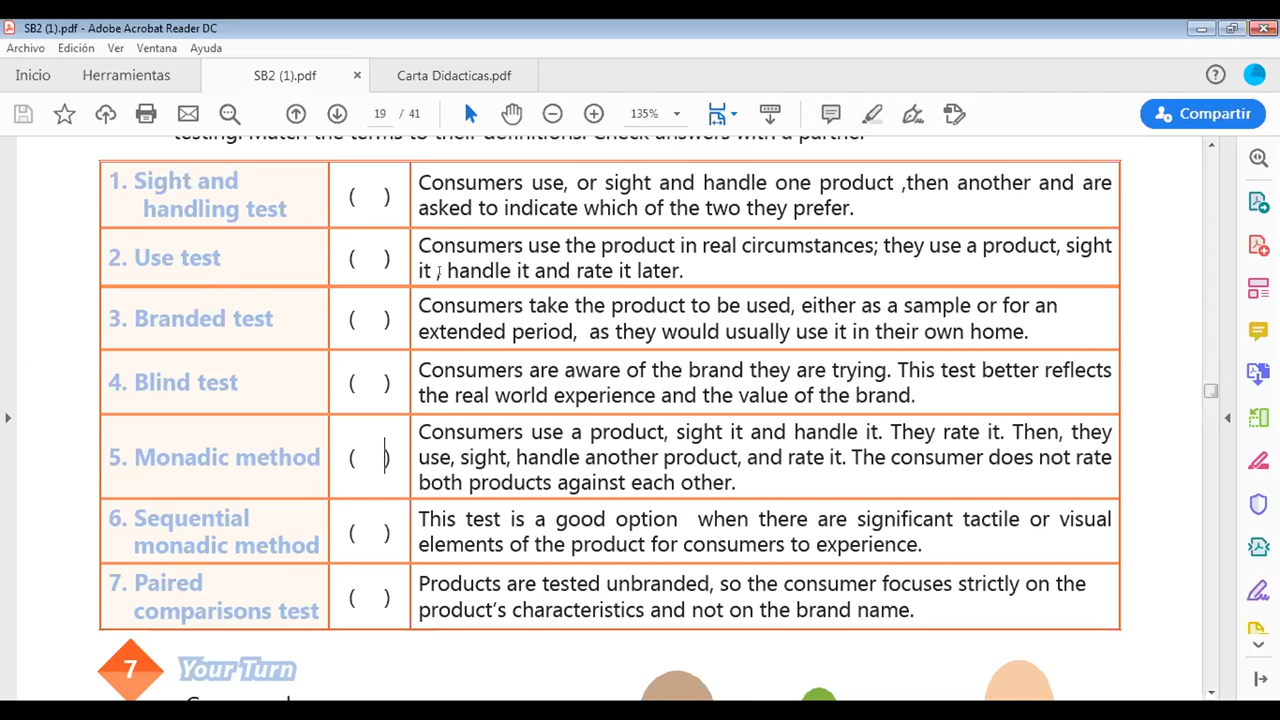 SB2 (1).pdf - Adobe Acrobat Reader DC
Archivo Edición Ver Ventana Ayuda
Inicio Herramientas SB2 (1).pdf × Carta Didacticas.pdf
19 / 41 135% Compartir
testing. Match the terms to their definitions. Check answers with a partner
1. Sight and
handling test
( )
Consumers use, or sight and handle one product ,then another and are
asked to indicate which of the two they prefer.
2. Use test
( )
Consumers use the product in real circumstances; they use a product, sight
it , handle it and rate it later.
3. Branded test
( )
Consumers take the product to be used, either as a sample or for an
extended period, as they would usually use it in their own home.
4. Blind test
( )
Consumers are aware of the brand they are trying. This test better reflects
the real world experience and the value of the brand.
5. Monadic method
( )
Consumers use a product, sight it and handle it. They rate it. Then, they
use, sight, handle another product, and rate it. The consumer does not rate
both products against each other.
6. Sequential
monadic method
( )
This test is a good option when there are significant tactile or visual
elements of the product for consumers to experience.
7. Paired
comparisons test
( )
Products are tested unbranded, so the consumer focuses strictly on the
product's characteristics and not on the brand name.
7 Your Turn